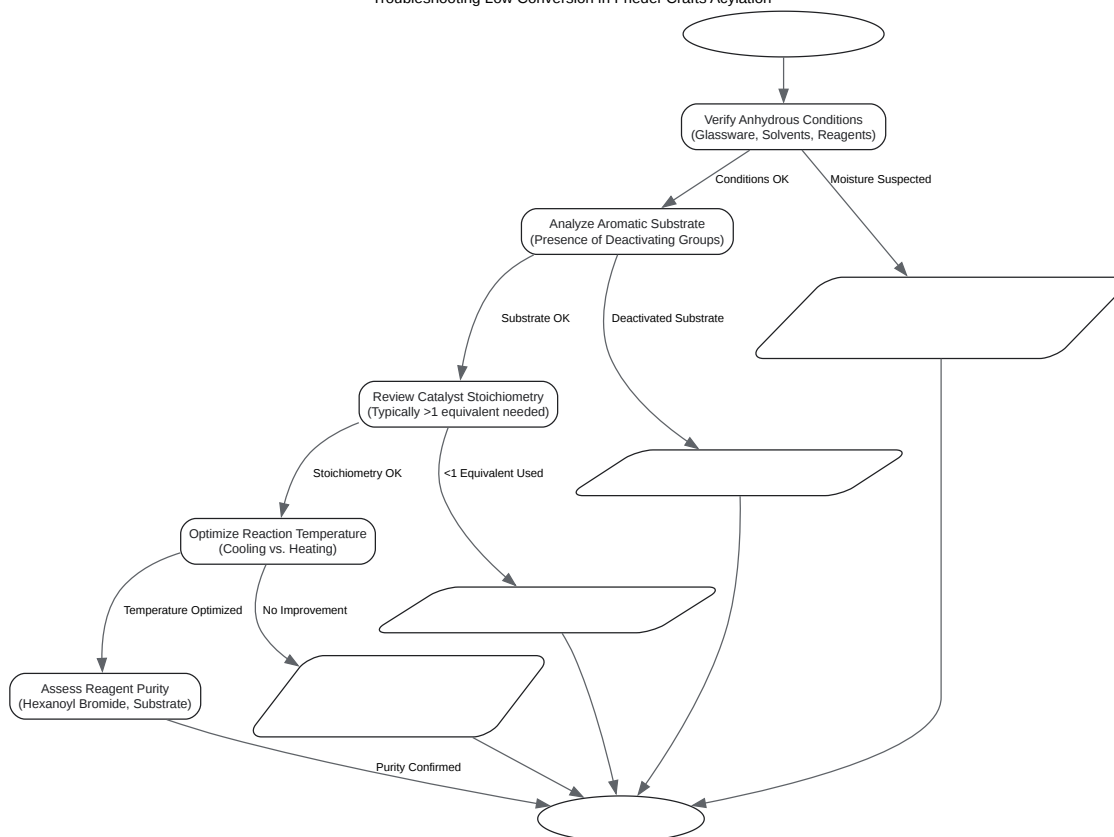 Troubleshooting Low Conversion in Friedel-Crafts Acylation
Verify Anhydrous Conditions
(Glassware, Solvents, Reagents)
Conditions OK
Moisture Suspected
Analyze Aromatic Substrate
(Presence of Deactivating Groups)
Substrate OK
Deactivated Substrate
Review Catalyst Stoichiometry
(Typically >1 equivalent needed)
Stoichiometry OK
<1 Equivalent Used
Optimize Reaction Temperature
(Cooling vs. Heating)
Temperature Optimized
No Improvement
Assess Reagent Purity
(Hexanoyl Bromide, Substrate)
Purity Confirmed